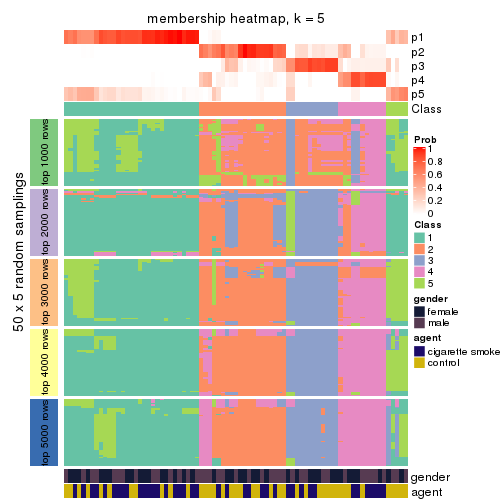 membership heatmap, k = 5
p1
p2
p3
p4
p5
Class
50 x 5 random samplings
top 1000 rows
top 2000 rows
top 3000 rows
top 4000 rows
top 5000 rows
gender
agent
Prob
1
0.8
0.6
0.4
0.2
0
Class
1
2
3
4
5
gender
female
male
agent
cigarette smoke
control